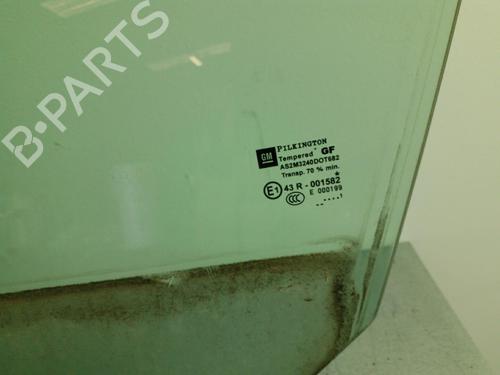 B-PARTS
GM PILKINGTON
Tempered GF
AS2M3240DOT682
Transp. 70 % min.
E1 43 R - 001582
CCC E 000199